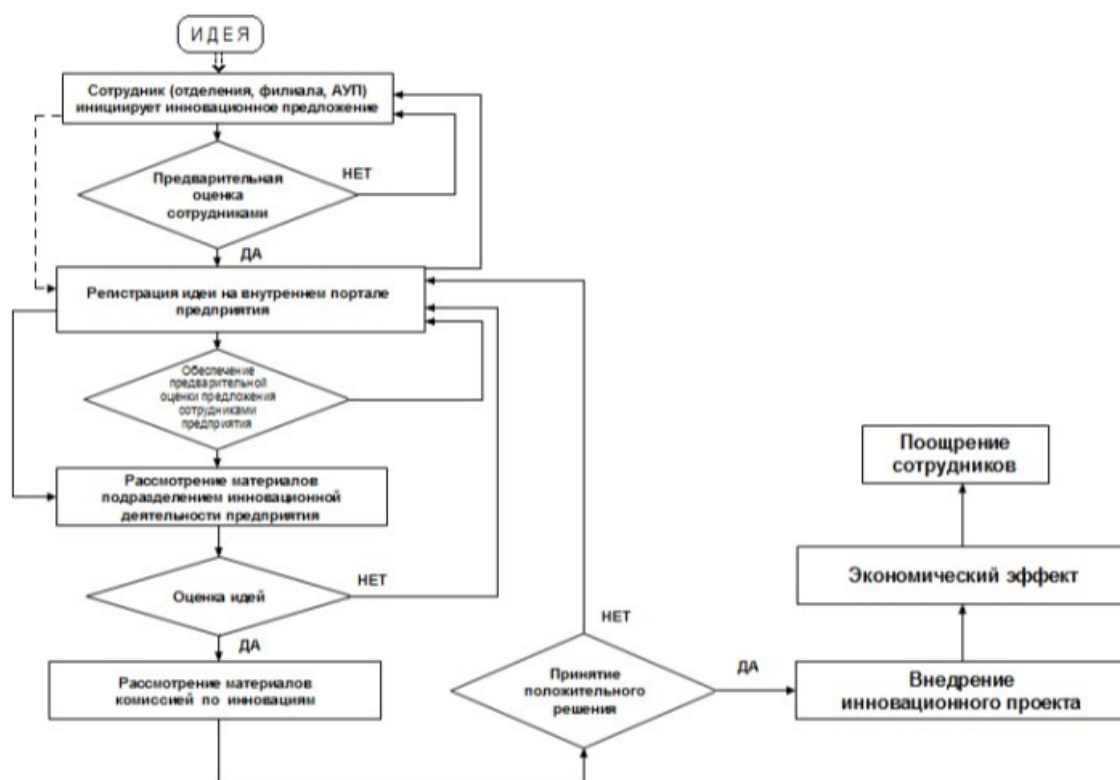 ИДЕЯ
Сотрудник (отделения, филиала, АУП)
инициирует инновационное предложение
Предварительная
оценка
сотрудниками
НЕТ
ДА
Регистрация идеи на внутреннем портале
предприятия
Обеспечение
предварительной
оценки предложения
сотрудниками
предприятия
Рассмотрение материалов
подразделением инновационной
деятельности предприятия
Оценка идей
НЕТ
ДА
Рассмотрение материалов
комиссией по инновациям
Принятие
положительного
решения
НЕТ
ДА
Внедрение
инновационного проекта
Экономический эффект
Поощрение
сотрудников